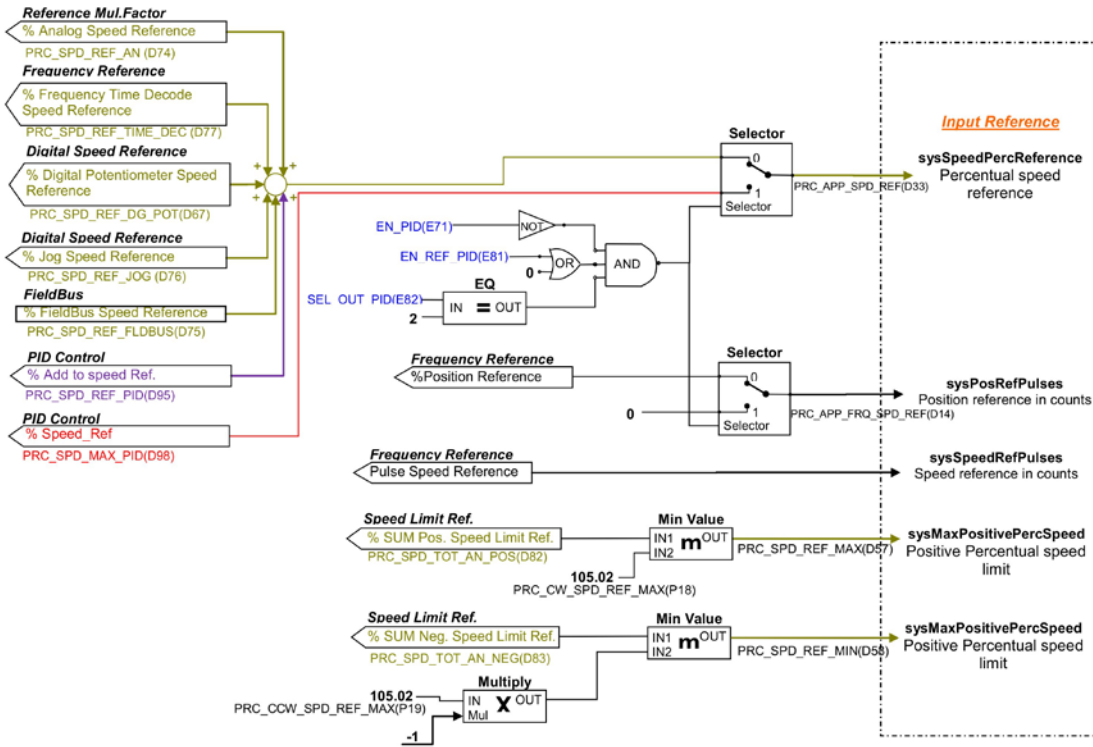 Reference Mul.Factor
% Analog Speed Reference
PRC_SPD_REF_AN (D74)
Frequency Reference
% Frequency Time Decode
Speed Reference
PRC_SPD_REF_TIME_DEC (D77)
Digital Speed Reference
% Digital Potentiometer Speed
Reference
PRC_SPD_REF_DG_POT(D67)
Digital Speed Reference
% Jog Speed Reference
PRC_SPD_REF_JOG (D76)
FieldBus
% FieldBus Speed Reference
PRC_SPD_REF_FLDBUS(D75)
PID Control
% Add to speed Ref.
PRC_SPD_REF_PID(D95)
PID Control
% Speed_Ref
PRC_SPD_MAX_PID(D98)
+ +
+ +
Selector
0
1
Selector
PRC_APP_SPD_REF(D33)
EN_PID(E71)
NOT
EN_REF_PID(E81)
0
OR
AND
EQ
SEL_OUT_PID(E82)
IN = OUT
2
Frequency Reference
%Position Reference
0
Selector
0
1
Selector
PRC_APP_FRQ_SPD_REF(D14)
Frequency Reference
Pulse Speed Reference
Speed Limit Ref.
% SUM Pos. Speed Limit Ref.
PRC_SPD_TOT_AN_POS(D82)
105.02
PRC_CW_SPD_REF_MAX(P18)
Min Value
IN1 m OUT
IN2
PRC_SPD_REF_MAX(D57)
Speed Limit Ref.
% SUM Neg. Speed Limit Ref.
PRC_SPD_TOT_AN_NEG(D83)
Min Value
IN1 m OUT
IN2
PRC_SPD_REF_MIN(D58)
Multiply
105.02
PRC_CCW_SPD_REF_MAX(P19)
IN X OUT
Mul
-1
Input Reference
sysSpeedPercReference
Percentual speed
reference
sysPosRefPulses
Position reference in counts
sysSpeedRefPulses
Speed reference in counts
sysMaxPositivePercSpeed
Positive Percentual speed
limit
sysMaxPositivePercSpeed
Positive Percentual speed
limit